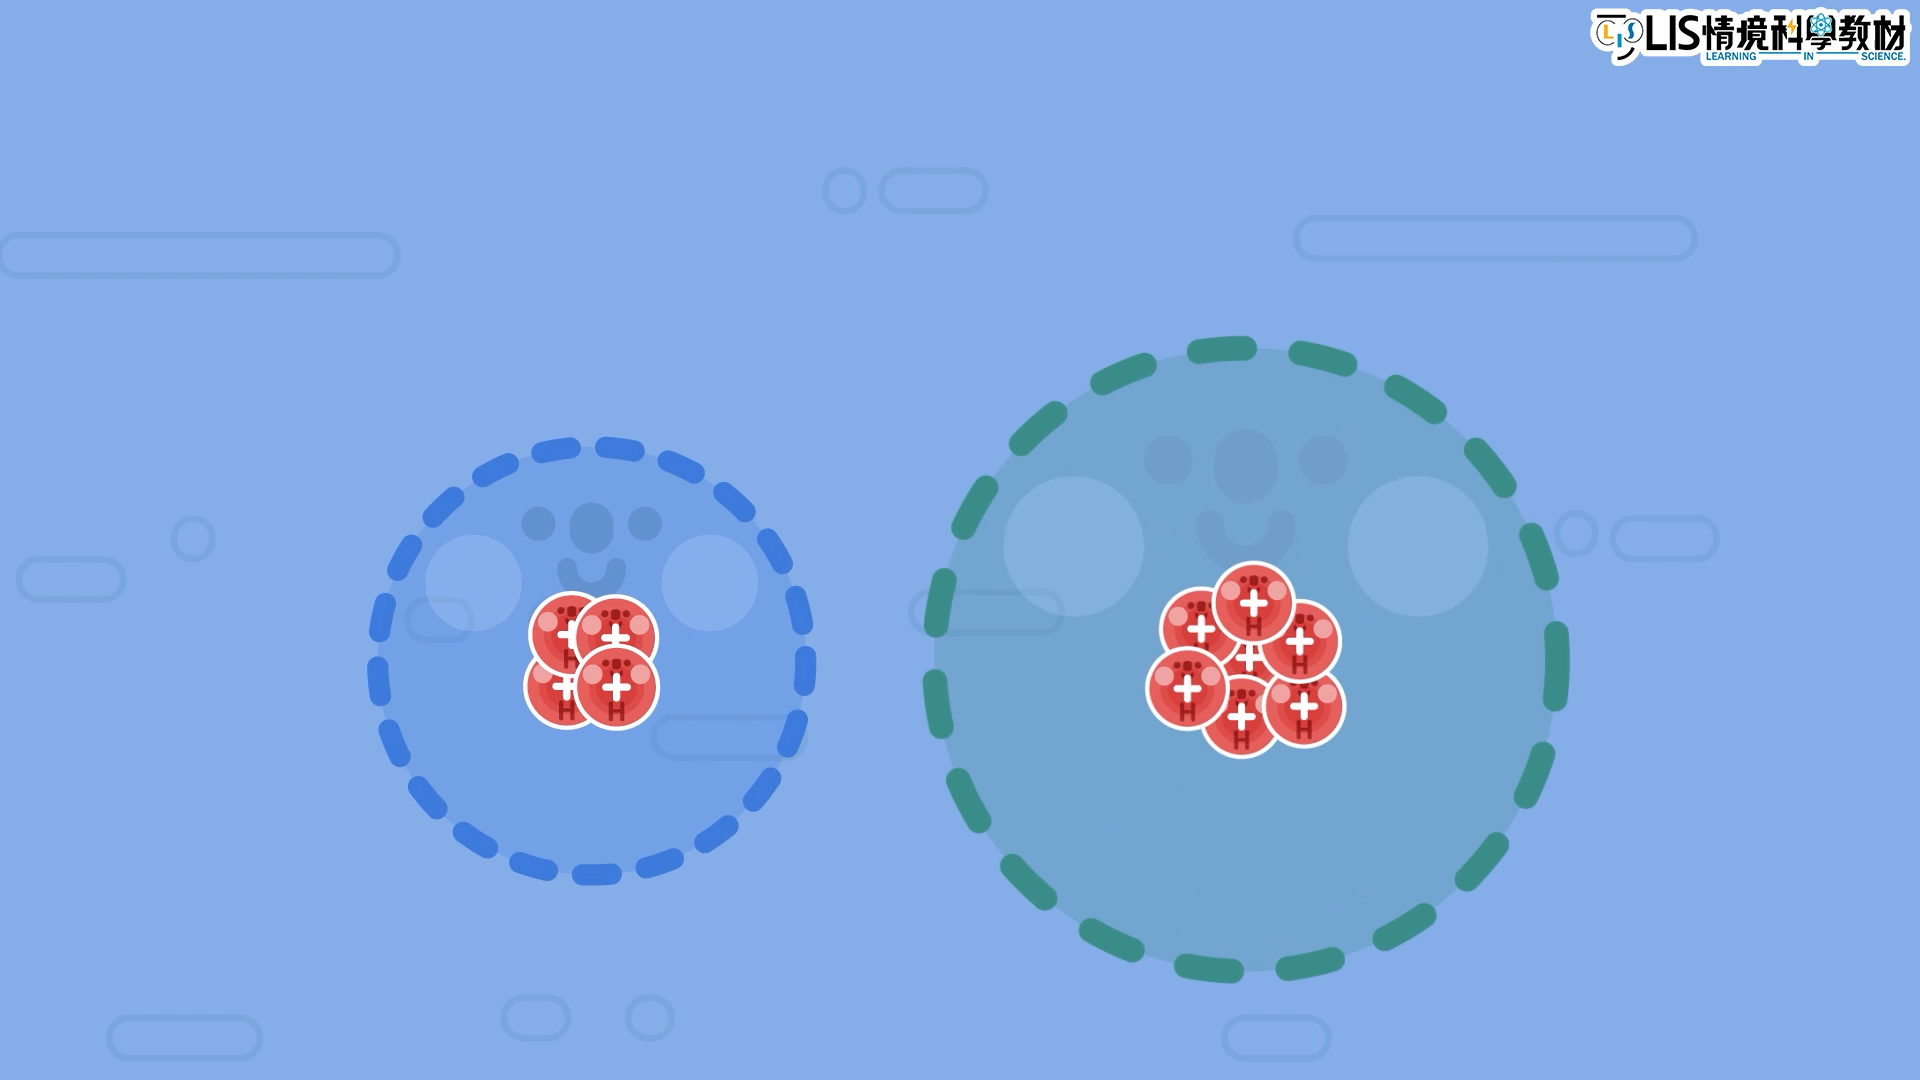 LIS情境科學教材
LEARNING IN SCIENCE.
+ + + +
H H H
+ + + + + + +
H H H H H